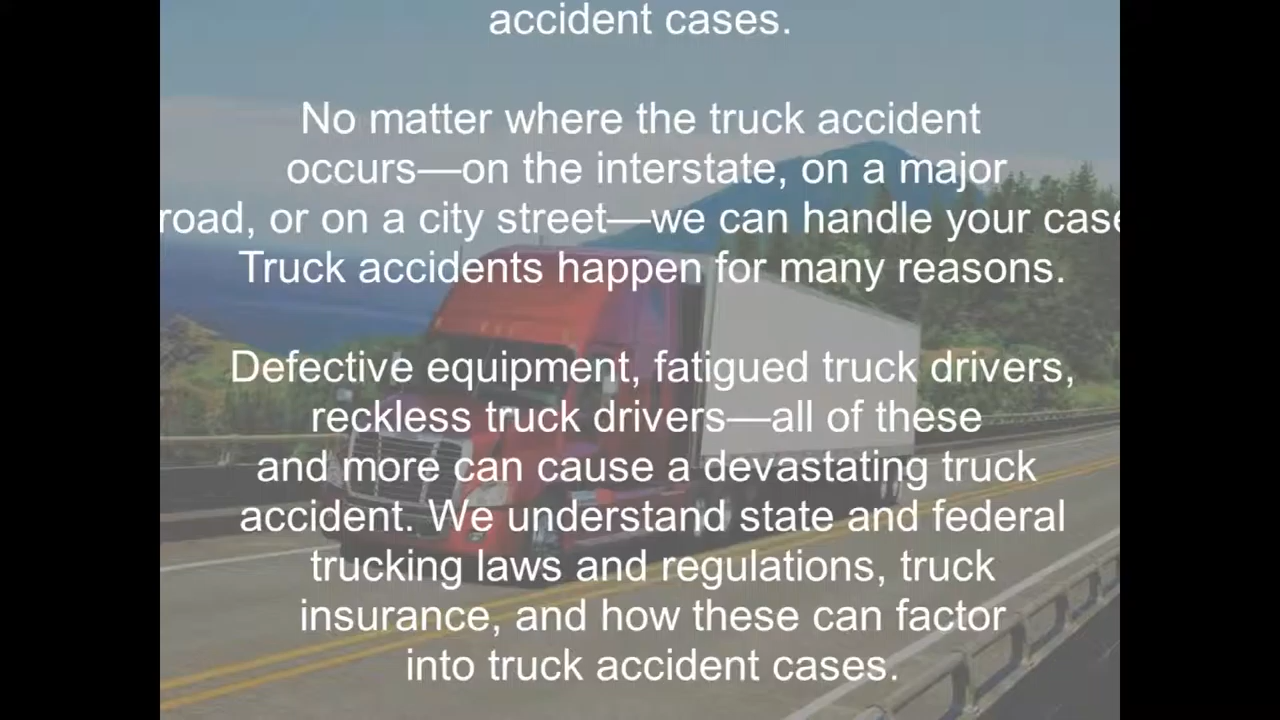 accident cases.
No matter where the truck accident
occurs—on the interstate, on a major
road, or on a city street—we can handle your case
Truck accidents happen for many reasons.
Defective equipment, fatigued truck drivers,
reckless truck drivers—all of these
and more can cause a devastating truck
accident. We understand state and federal
trucking laws and regulations, truck
insurance, and how these can factor
into truck accident cases.